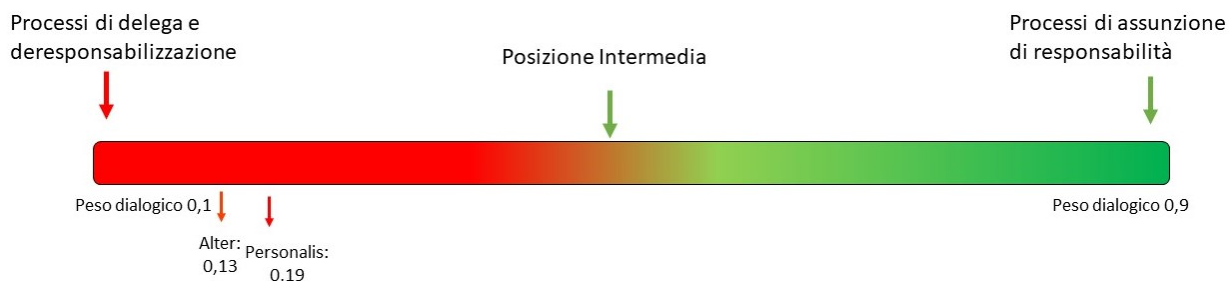 Processi di delega e
deresponsabilizzazione
Posizione Intermedia
Processi di assunzione
di responsabilità
Peso dialogico 0,1
Peso dialogico 0,9
Alter:
0,13
Personalis:
0.19